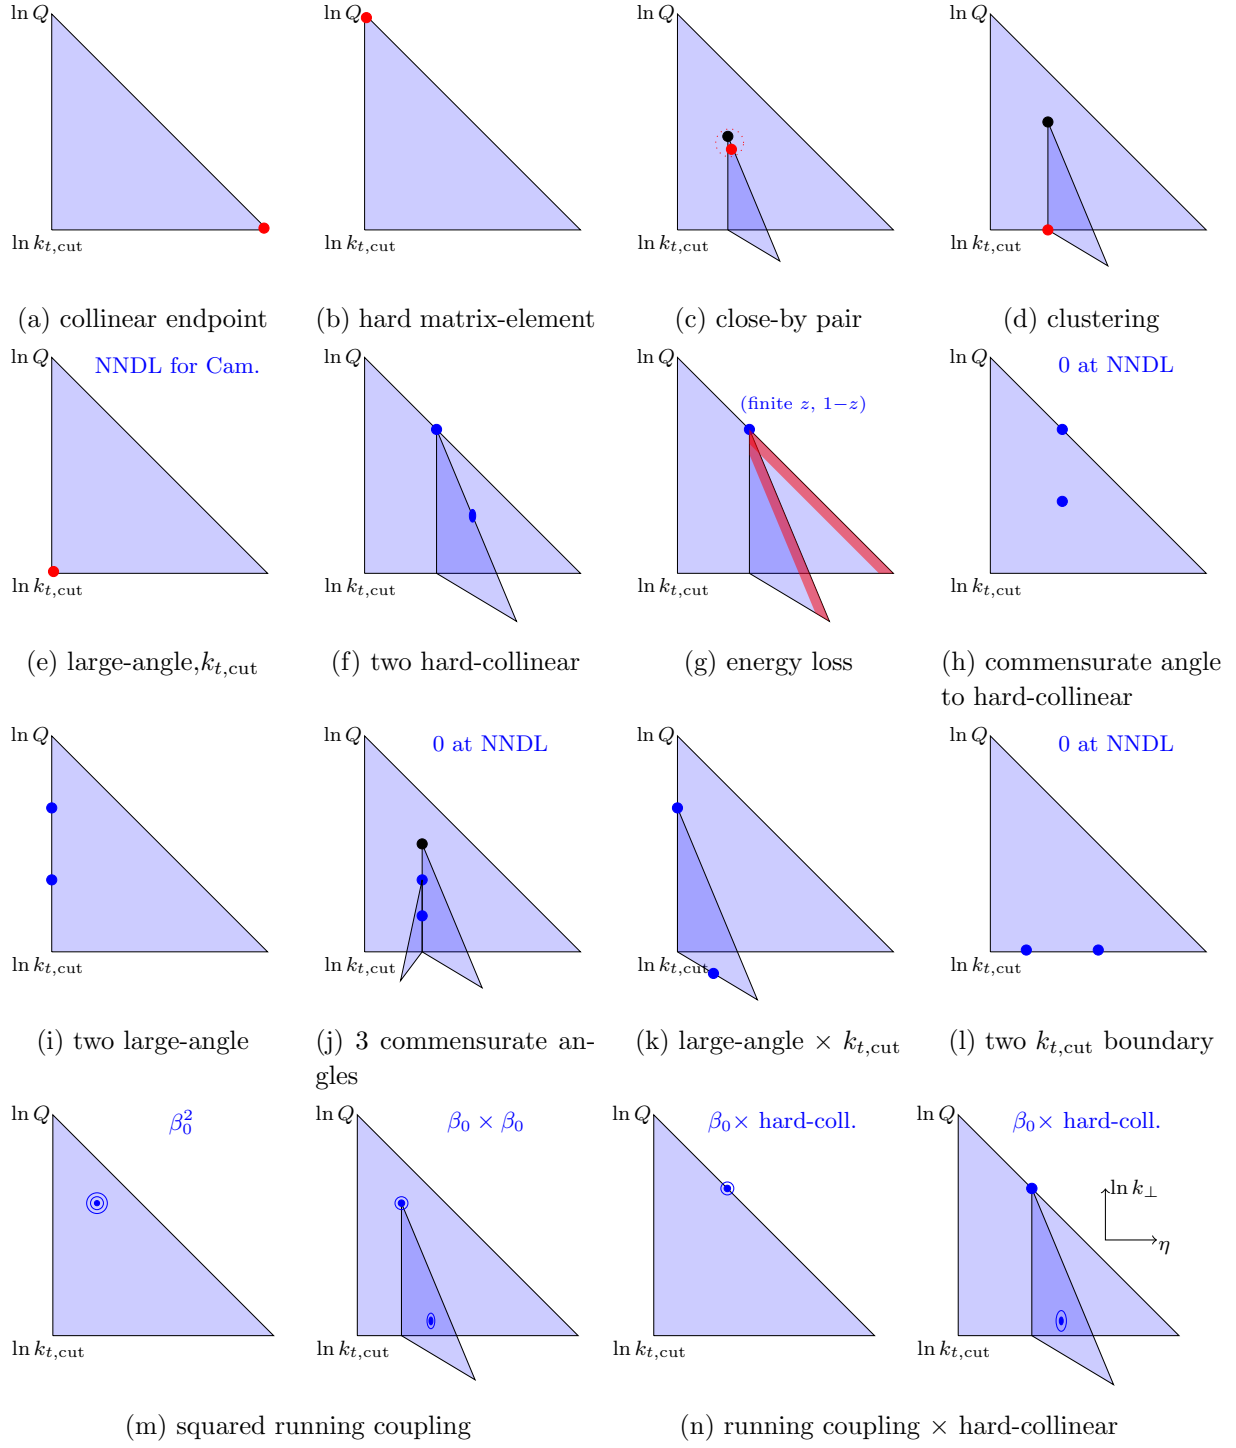 ln Q ln Q ln Q ln Q
ln k_{t,cut} ln k_{t,cut} ln k_{t,cut} ln k_{t,cut}
(a) collinear endpoint (b) hard matrix-element (c) close-by pair (d) clustering
ln Q NNDL for Cam. ln Q ln Q (finite z, 1−z) ln Q 0 at NNDL
ln k_{t,cut} ln k_{t,cut} ln k_{t,cut} ln k_{t,cut}
(e) large-angle,k_{t,cut} (f) two hard-collinear (g) energy loss (h) commensurate angle
to hard-collinear
ln Q ln Q 0 at NNDL ln Q ln Q 0 at NNDL
ln k_{t,cut} ln k_{t,cut} ln k_{t,cut} ln k_{t,cut}
(i) two large-angle (j) 3 commensurate an- (k) large-angle × k_{t,cut} (l) two k_{t,cut} boundary
gles
ln Q β₀² ln Q β₀ × β₀ ln Q β₀× hard-coll. ln Q β₀× hard-coll.
ln k_⊥
η
ln k_{t,cut} ln k_{t,cut} ln k_{t,cut} ln k_{t,cut}
(m) squared running coupling (n) running coupling × hard-collinear